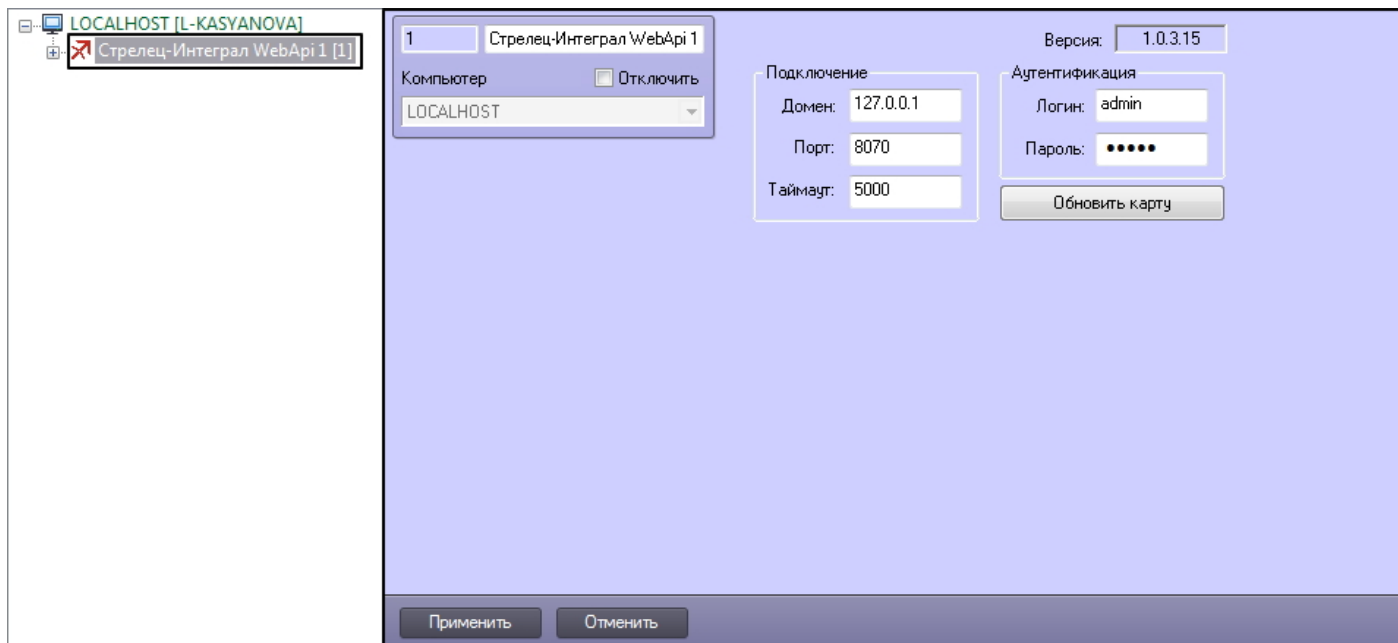 LOCALHOST [L-KASYANOVA]
Стрелец-Интеграл WebApi 1 [1]
1
Стрелец-Интеграл WebApi 1
Компьютер
Отключить
LOCALHOST
Версия: 1.0.3.15
Подключение
Домен: 127.0.0.1
Порт: 8070
Таймаут: 5000
Аутентификация
Логин: admin
Пароль: •••••
Обновить карту
Применить
Отменить